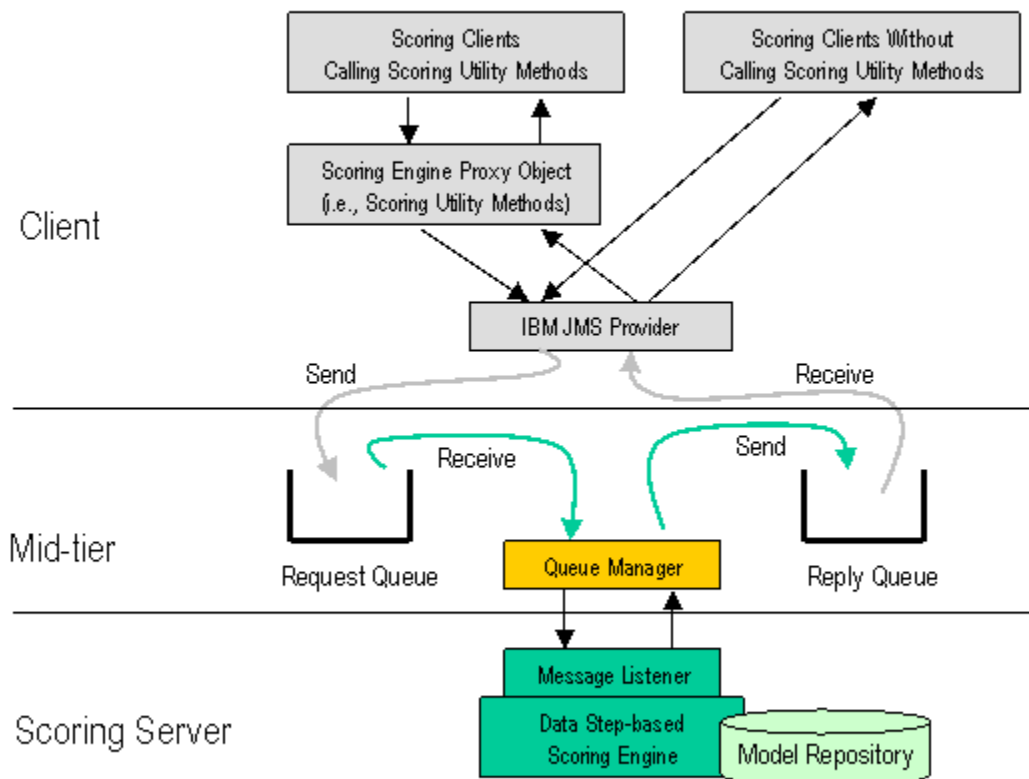 Scoring Clients
Calling Scoring Utility Methods
Scoring Clients Without
Calling Scoring Utility Methods
Scoring Engine Proxy Object
(i.e., Scoring Utility Methods)
Client
IBM JMS Provider
Send
Receive
Receive
Send
Mid-tier
Request Queue
Queue Manager
Reply Queue
Message Listener
Scoring Server
Data Step-based
Scoring Engine
Model Repository